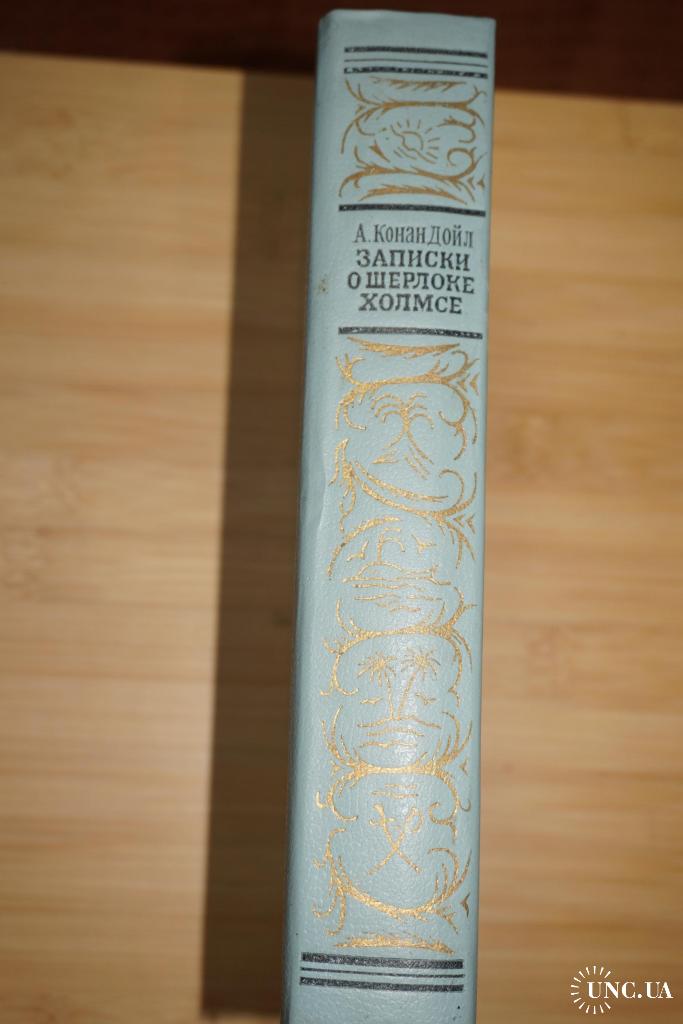 А. Конан Дойл
ЗАПИСКИ
О ШЕРЛОКЕ
ХОЛМСЕ
UNC.UA